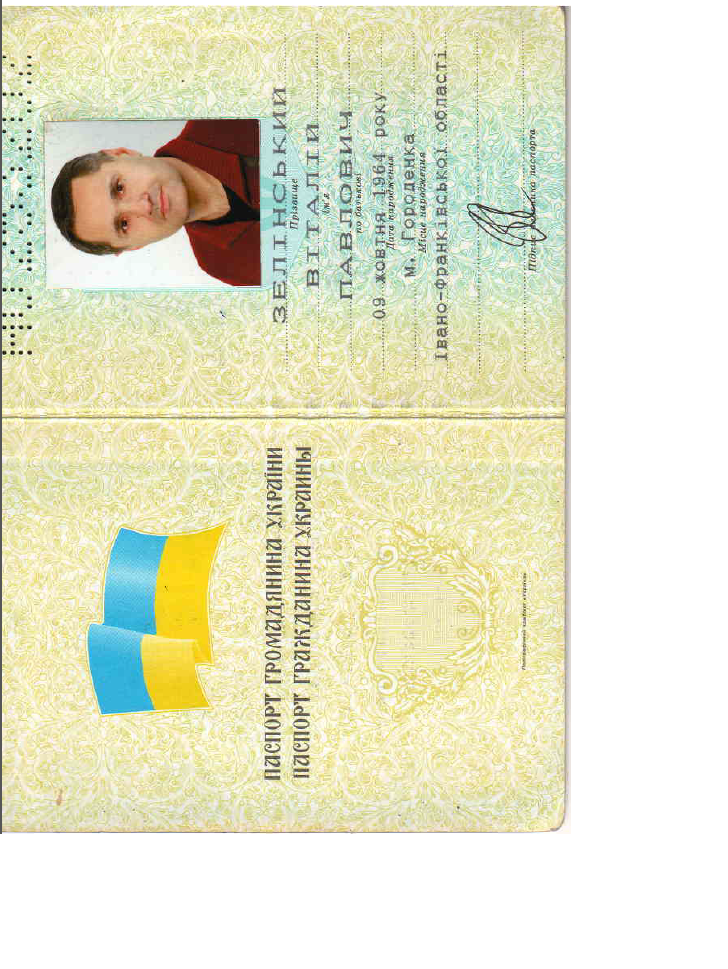 ПАСПОРТ ГРОМАДЯНИНА УКРАЇНИ
ПАСПОРТ ГРАЖДАНИНА УКРАИНЫ
ЗЕЛІНСЬКИЙ
Прізвище
ВІТАЛІЙ
Ім'я
ПАВЛОВИЧ
по батькові
09 жовтня 1964 року
Дата народження
м. Городенка
Місце народження
Івано-Франківської області
Підпис власника паспорта